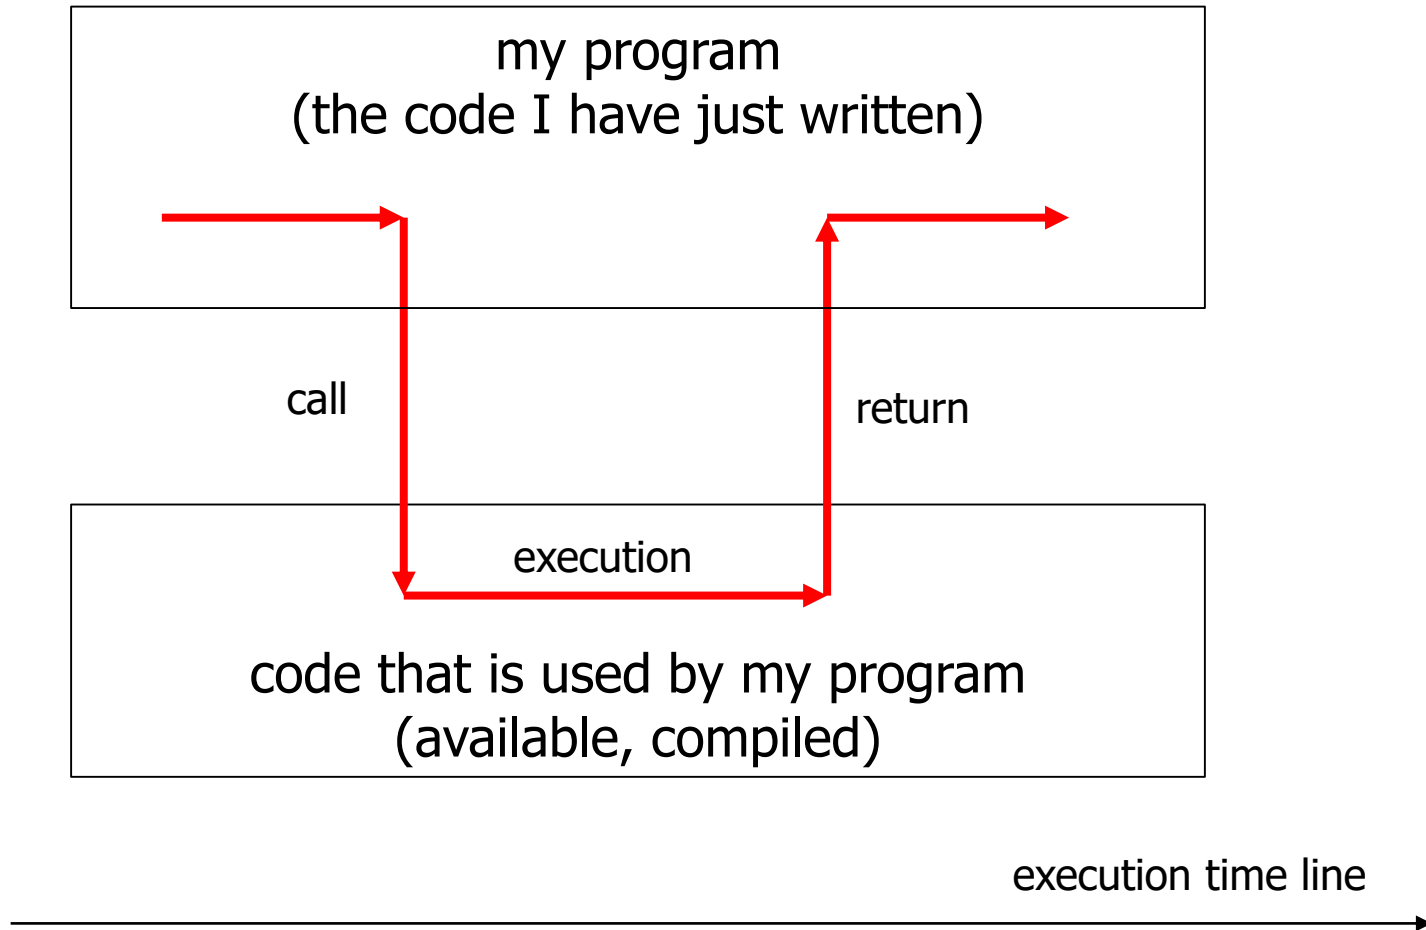 my program
(the code I have just written)
call
return
execution
code that is used by my program
(available, compiled)
execution time line